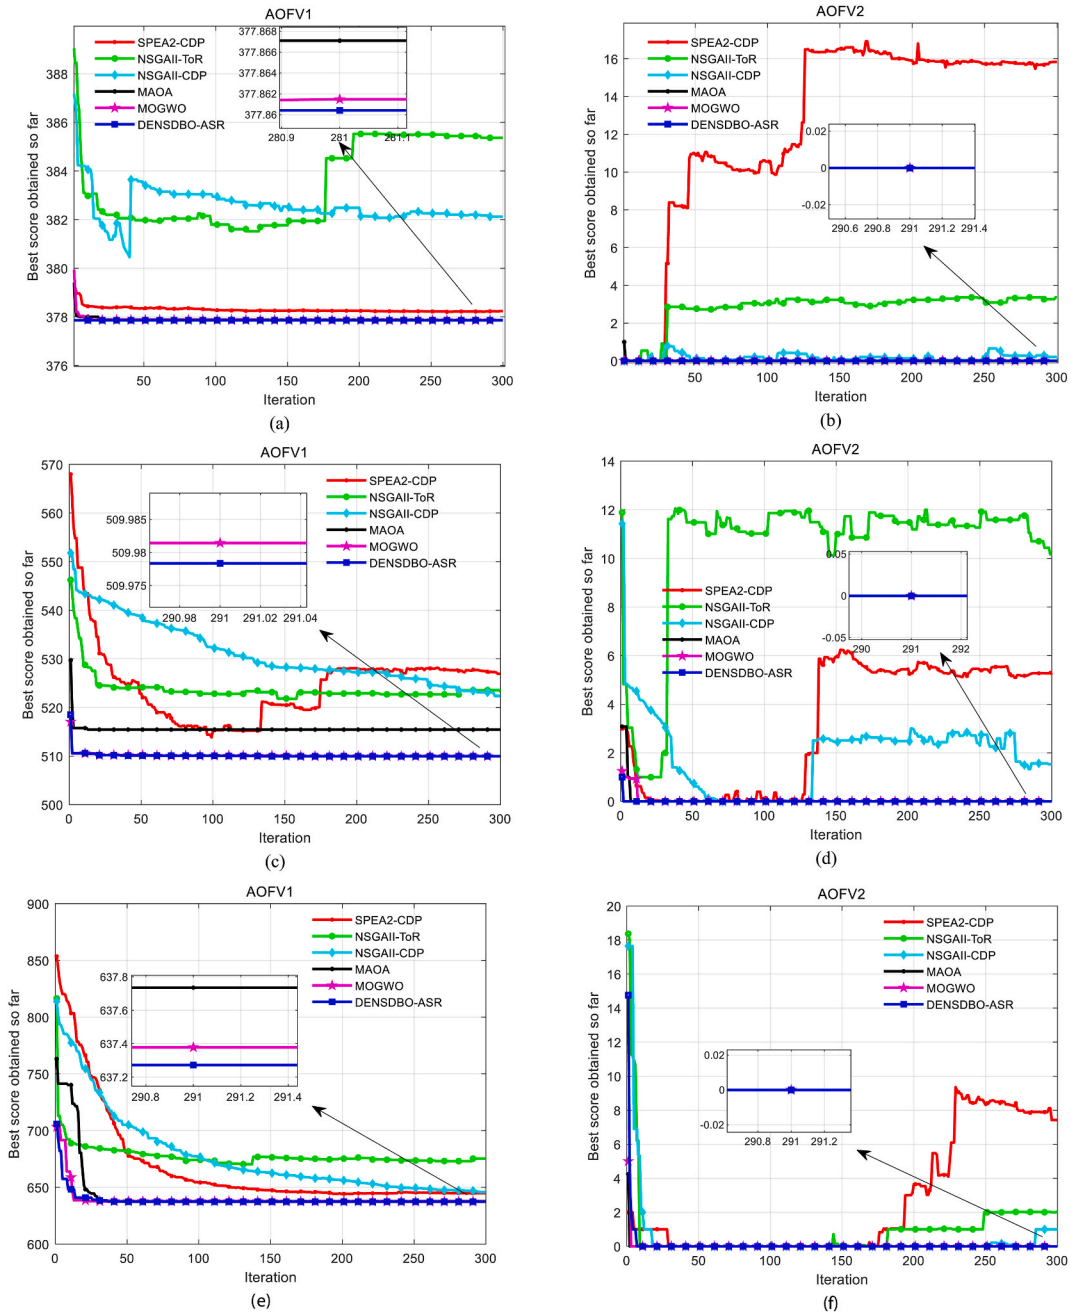 AOFV1
388
386
384
382
380
378
376
Best score obtained so far
SPEA2-CDP
NSGAII-ToR
NSGAII-CDP
MAOA
MOGWO
DENSDBO-ASR
377.868
377.866
377.864
377.862
377.86
280.9 281 281.1
50 100 150 200 250 300
Iteration
(a)
AOFV2
16
14
12
10
8
6
4
2
0
Best score obtained so far
SPEA2-CDP
NSGAII-ToR
NSGAII-CDP
MAOA
MOGWO
DENSDBO-ASR
0.02
0
-0.02
290.6 290.8 291 291.2 291.4
50 100 150 200 250 300
Iteration
(b)
AOFV1
570
560
550
540
530
520
510
500
Best score obtained so far
SPEA2-CDP
NSGAII-ToR
NSGAII-CDP
MAOA
MOGWO
DENSDBO-ASR
509.985
509.98
509.975
290.98 291 291.02 291.04
0 50 100 150 200 250 300
Iteration
(c)
AOFV2
14
12
10
8
6
4
2
0
Best score obtained so far
SPEA2-CDP
NSGAII-ToR
NSGAII-CDP
MAOA
MOGWO
DENSDBO-ASR
0.05
0
-0.05
290 291 292
0 50 100 150 200 250 300
Iteration
(d)
AOFV1
900
850
800
750
700
650
600
Best score obtained so far
SPEA2-CDP
NSGAII-ToR
NSGAII-CDP
MAOA
MOGWO
DENSDBO-ASR
637.8
637.6
637.4
637.2
290.8 291 291.2 291.4
0 50 100 150 200 250 300
Iteration
(e)
AOFV2
20
18
16
14
12
10
8
6
4
2
0
Best score obtained so far
SPEA2-CDP
NSGAII-ToR
NSGAII-CDP
MAOA
MOGWO
DENSDBO-ASR
0.02
0
-0.02
290.8 291 291.2
0 50 100 150 200 250 300
Iteration
(f)